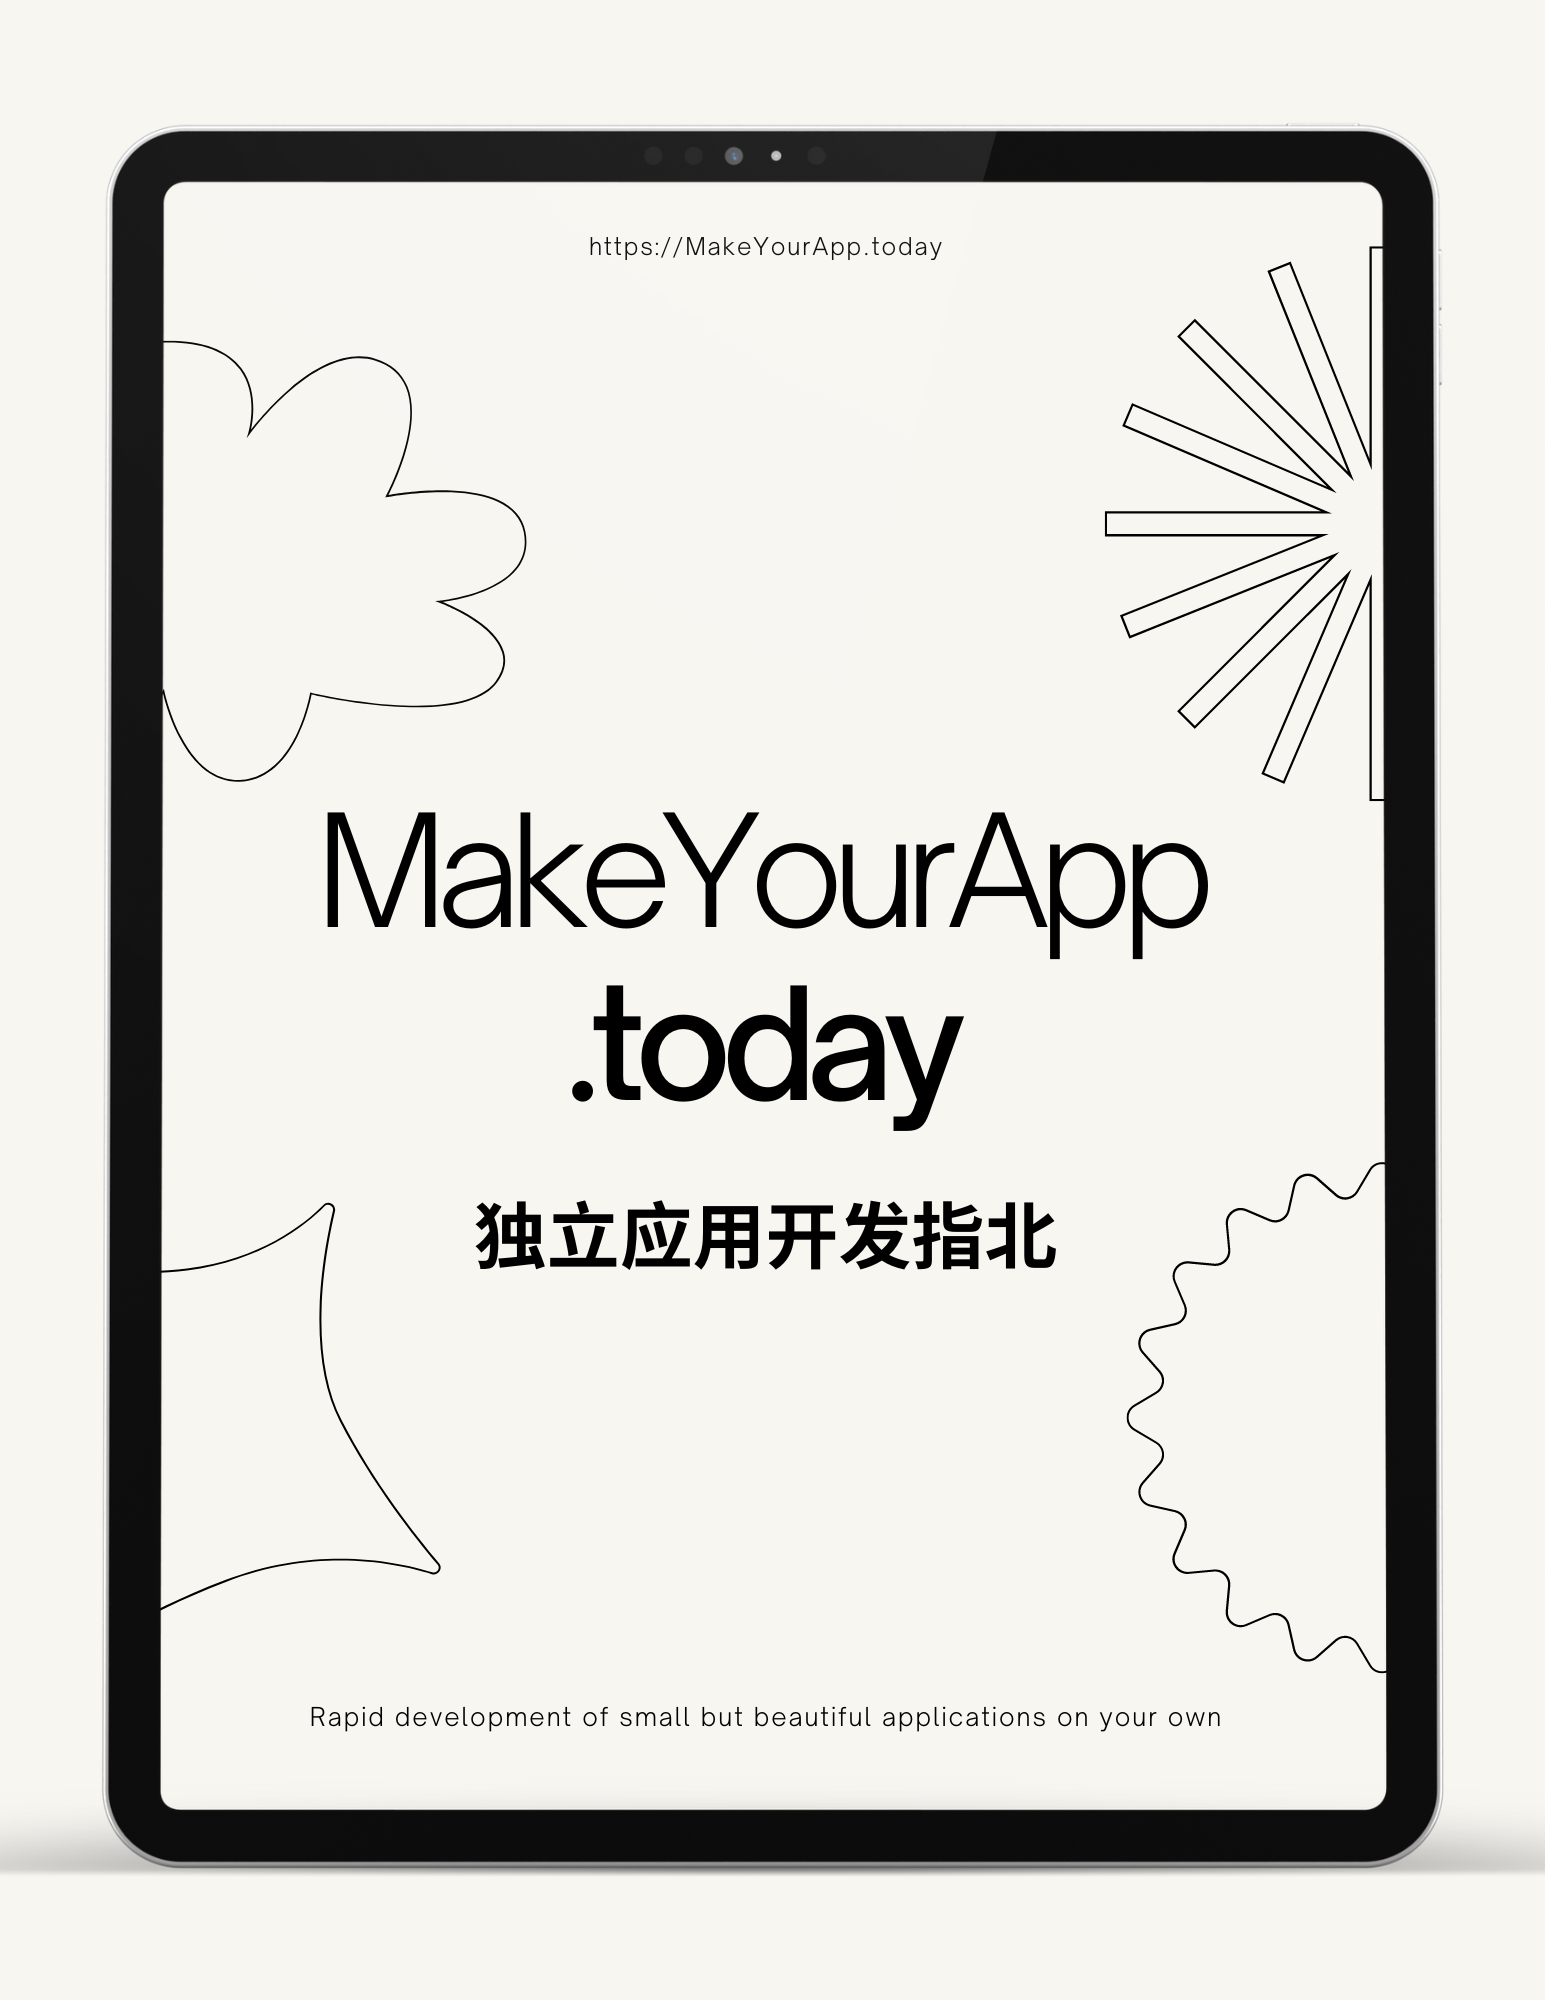 https://MakeYourApp.today
MakeYourApp
.today
独立应用开发指北
Rapid development of small but beautiful applications on your own